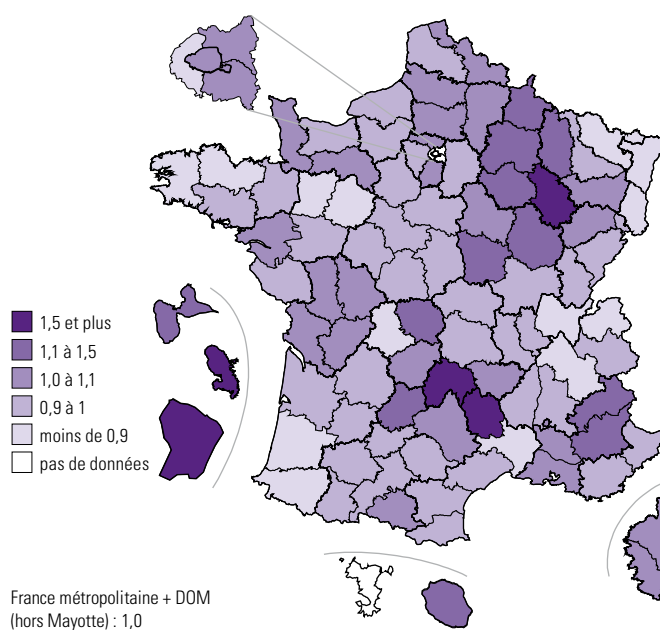 1,5 et plus
1,1 à 1,5
1,0 à 1,1
0,9 à 1
moins de 0,9
pas de données
France métropolitaine + DOM
(hors Mayotte) : 1,0